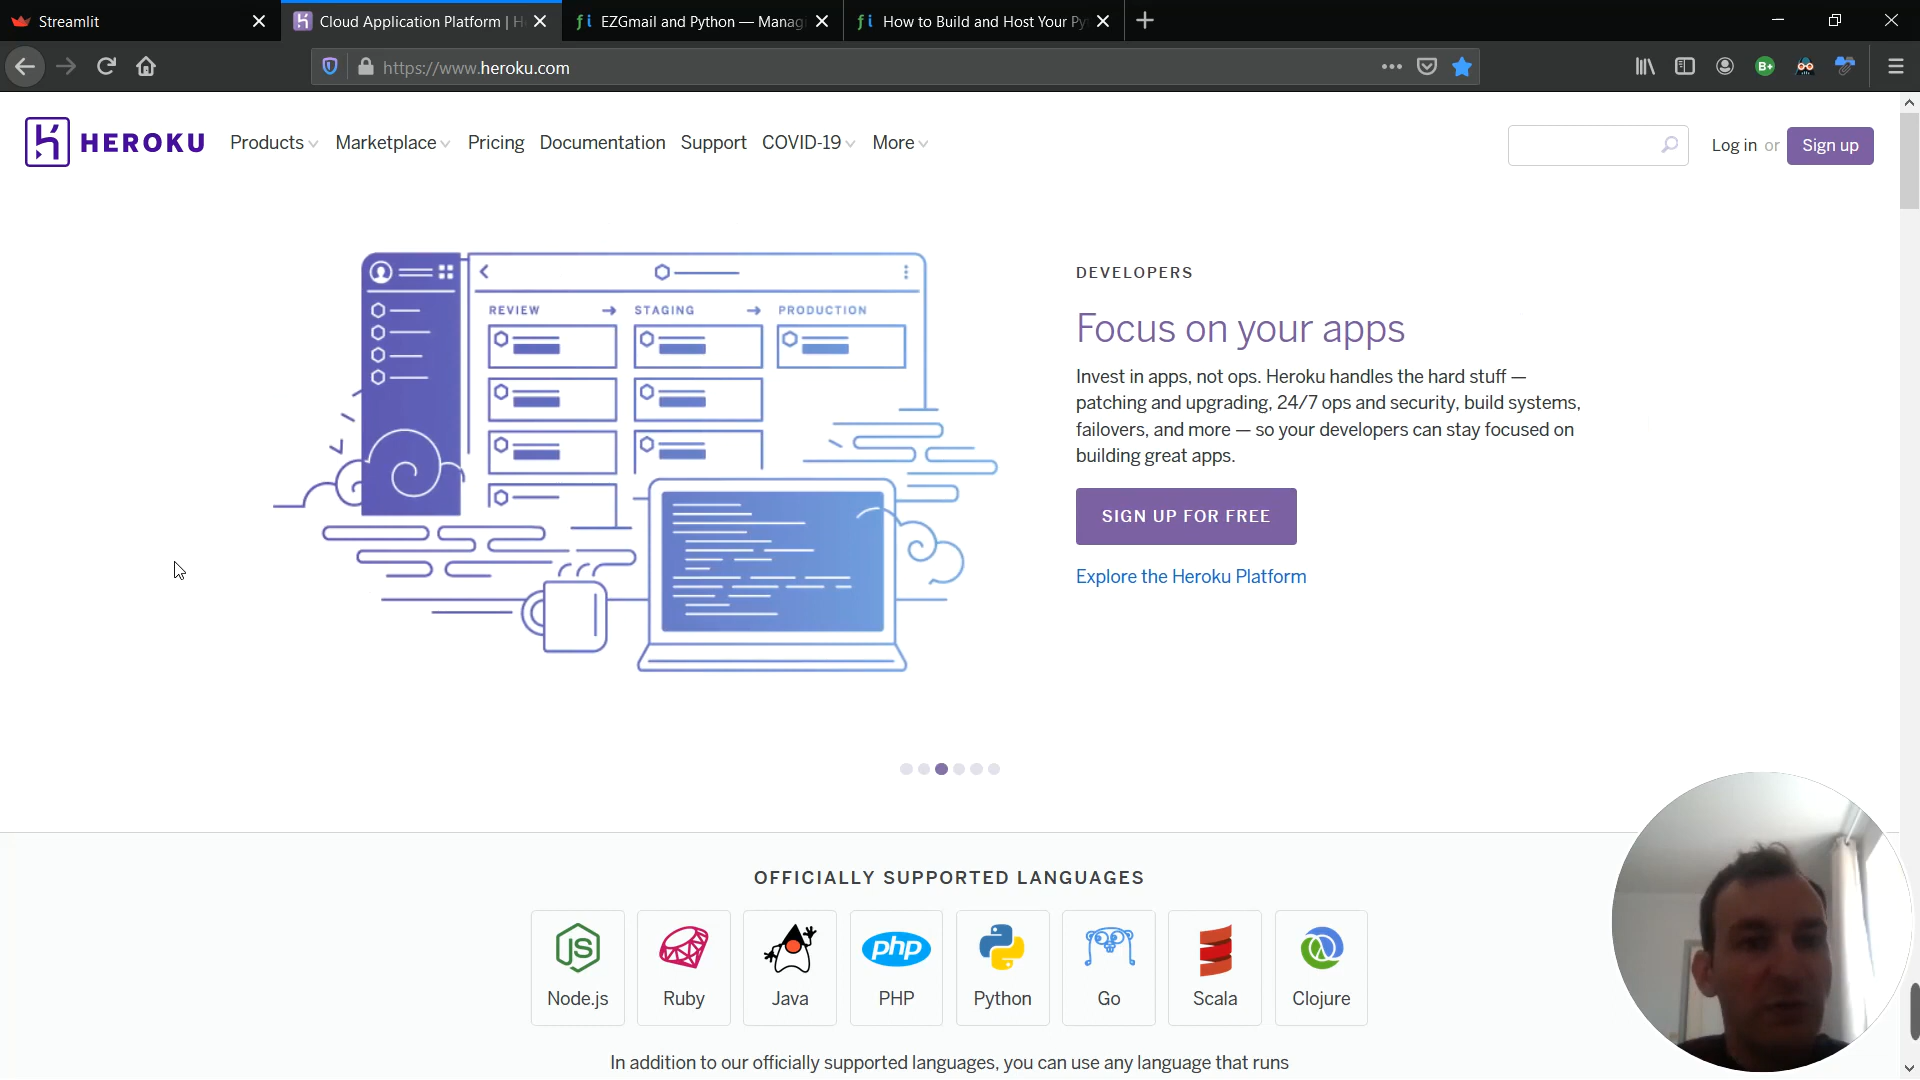 Streamlit
Cloud Application Platform | H
EZGmail and Python — Manag
How to Build and Host Your Py
https://www.heroku.com
B+
HEROKU
Products
Marketplace
Pricing
Documentation
Support
COVID-19
More
Log in or
Sign up
REVIEW
STAGING
PRODUCTION
DEVELOPERS
Focus on your apps
Invest in apps, not ops. Heroku handles the hard stuff —
patching and upgrading, 24/7 ops and security, build systems,
failovers, and more — so your developers can stay focused on
building great apps.
SIGN UP FOR FREE
Explore the Heroku Platform
OFFICIALLY SUPPORTED LANGUAGES
JS
php
Node.js
Ruby
Java
PHP
Python
Go
Scala
Clojure
In addition to our officially supported languages, you can use any language that runs